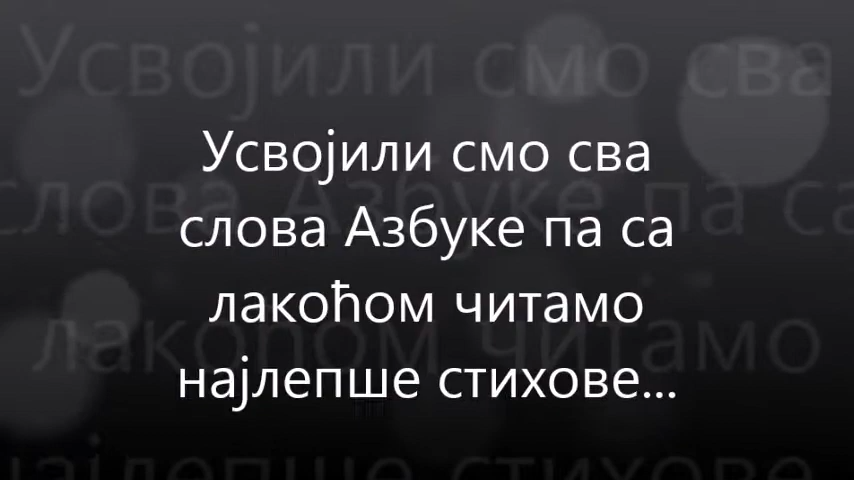 Усвојили смо сва
слова Азбуке па са
лакоћом читамо
најлепше стихове...